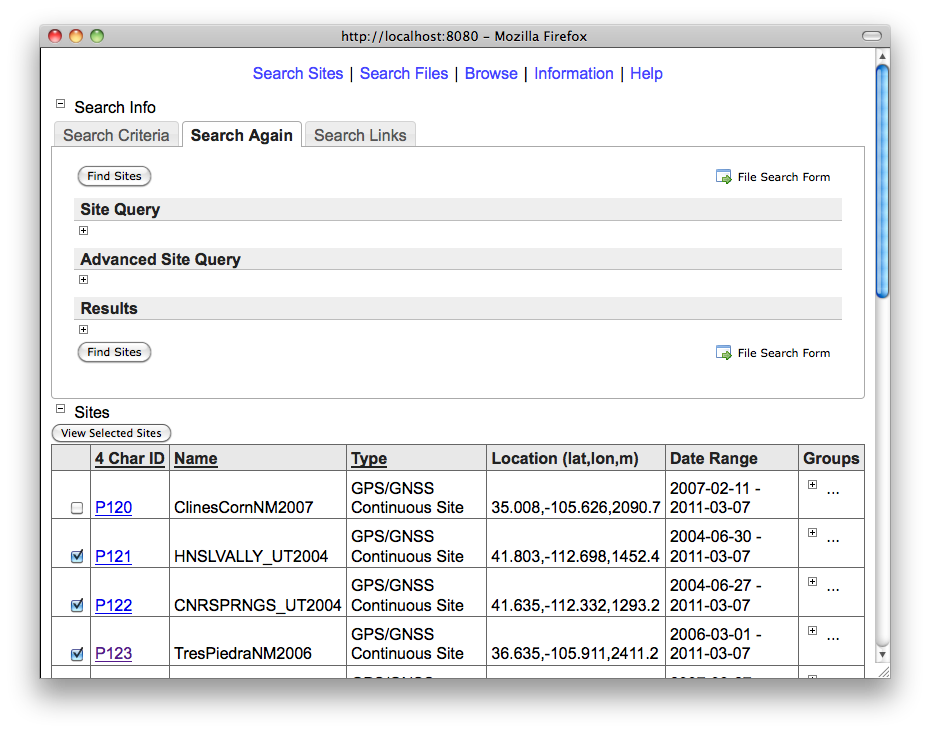 http://localhost:8080 – Mozilla Firefox
Search Sites | Search Files | Browse | Information | Help
Search Info
Search Criteria Search Again Search Links
Find Sites File Search Form
Site Query
Advanced Site Query
Results
Find Sites File Search Form
Sites
View Selected Sites
4 Char ID Name Type Location (lat,lon,m) Date Range Groups
GPS/GNSS 2007-02-11 - ...
P120 ClinesCornNM2007 Continuous Site 35.008,-105.626,2090.7 2011-03-07
GPS/GNSS 2004-06-30 - ...
P121 HNSLVALLY_UT2004 Continuous Site 41.803,-112.698,1452.4 2011-03-07
GPS/GNSS 2004-06-27 - ...
P122 CNRSPRNGS_UT2004 Continuous Site 41.635,-112.332,1293.2 2011-03-07
GPS/GNSS 2006-03-01 - ...
P123 TresPiedraNM2006 Continuous Site 36.635,-105.911,2411.2 2011-03-07